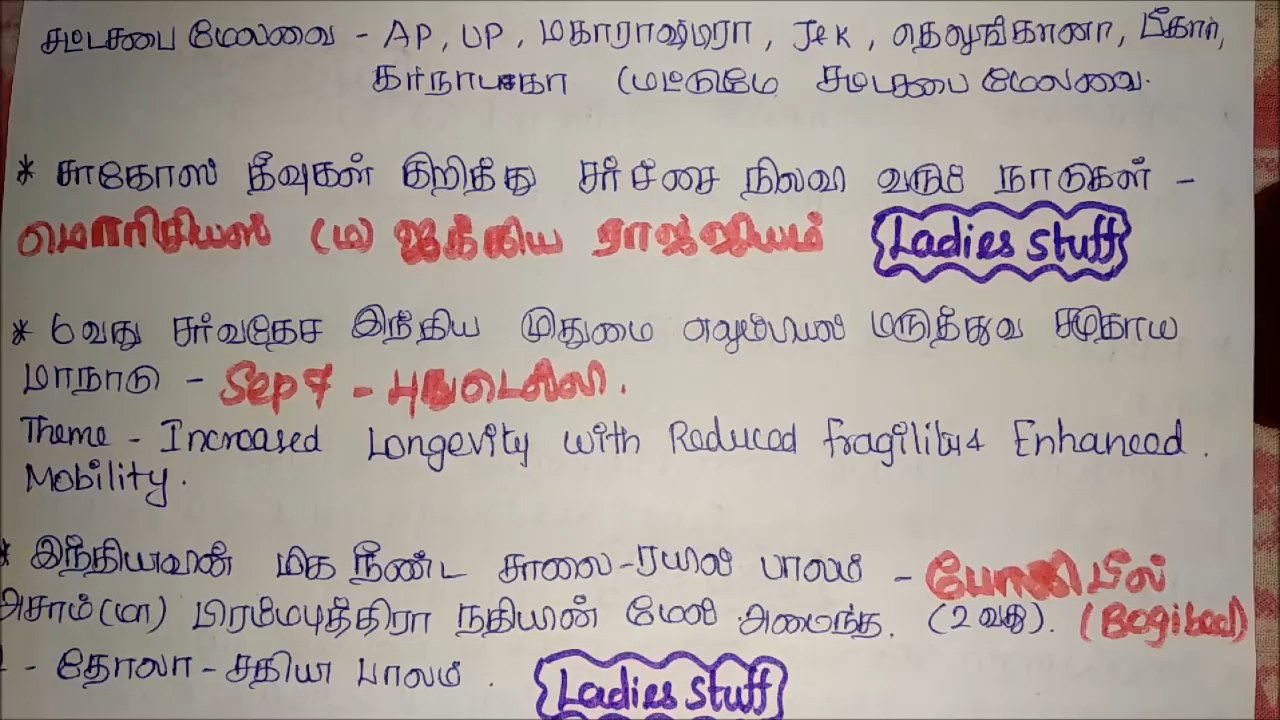 சட்டசபை மேலவை - AP, UP, மகாராஷ்டிரா, J&K, தெலுங்கானா, பீகார்,
கர்நாடகா மட்டுமே சட்டசபை மேலவை.
* சாகோஸ் தீவுகள் குறித்து சர்ச்சை நிலவி வரும் நாடுகள் -
மொரிசியஸ் (ம) ஐக்கிய ராஜ்ஜியம் Ladies stuff
* 6வது சர்வதேச இந்திய முதுமை எலும்பியல் மருத்துவ சமுதாய
மாநாடு - Sep 7 - புதுடெல்லி.
Theme - Increased Longevity with Reduced fragility & Enhanced
Mobility.
* இந்தியாவின் மிக நீண்ட சாலை-ரயில் பாலம் - போகிபீல்
அசாம்(மா) பிரம்மபுத்திரா நதியின் மேல் அமைந்த. (2வது). (Bogibeel)
- தோலா - சதியா பாலம். Ladies stuff